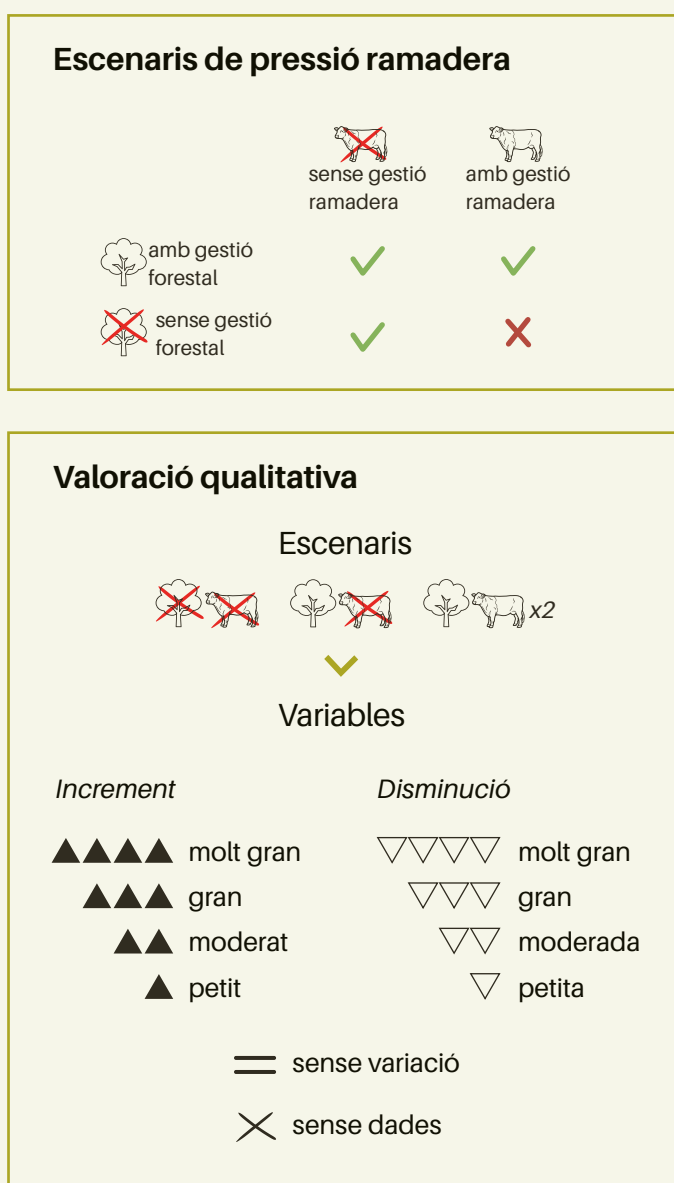 Escenaris de pressió ramadera
sense gestió
ramadera
amb gestió
ramadera
amb gestió
forestal
sense gestió
forestal
Valoració qualitativa
Escenaris
x2
Variables
Increment
Disminució
molt gran
molt gran
gran
gran
moderat
moderada
petit
petita
sense variació
sense dades